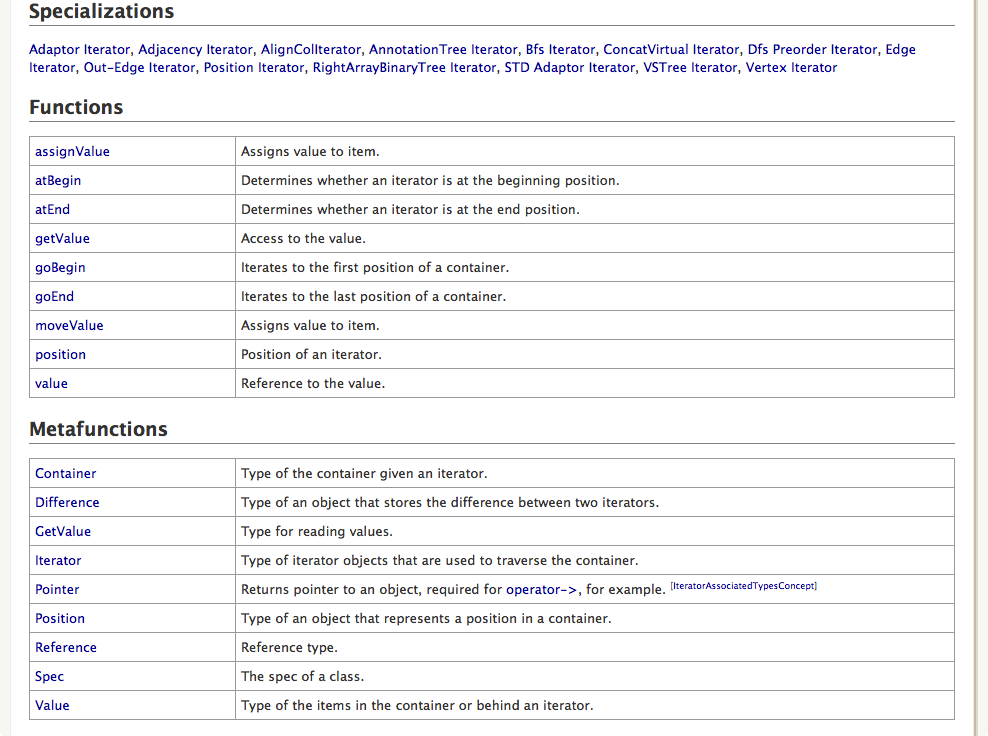 Specializations
Adaptor Iterator, Adjacency Iterator, AlignColIterator, AnnotationTree Iterator, Bfs Iterator, ConcatVirtual Iterator, Dfs Preorder Iterator, Edge
Iterator, Out-Edge Iterator, Position Iterator, RightArrayBinaryTree Iterator, STD Adaptor Iterator, VSTree Iterator, Vertex Iterator
Functions
assignValue Assigns value to item.
atBegin Determines whether an iterator is at the beginning position.
atEnd Determines whether an iterator is at the end position.
getValue Access to the value.
goBegin Iterates to the first position of a container.
goEnd Iterates to the last position of a container.
moveValue Assigns value to item.
position Position of an iterator.
value Reference to the value.
Metafunctions
Container Type of the container given an iterator.
Difference Type of an object that stores the difference between two iterators.
GetValue Type for reading values.
Iterator Type of iterator objects that are used to traverse the container.
Pointer Returns pointer to an object, required for operator->, for example. [IteratorAssociatedTypesConcept]
Position Type of an object that represents a position in a container.
Reference Reference type.
Spec The spec of a class.
Value Type of the items in the container or behind an iterator.